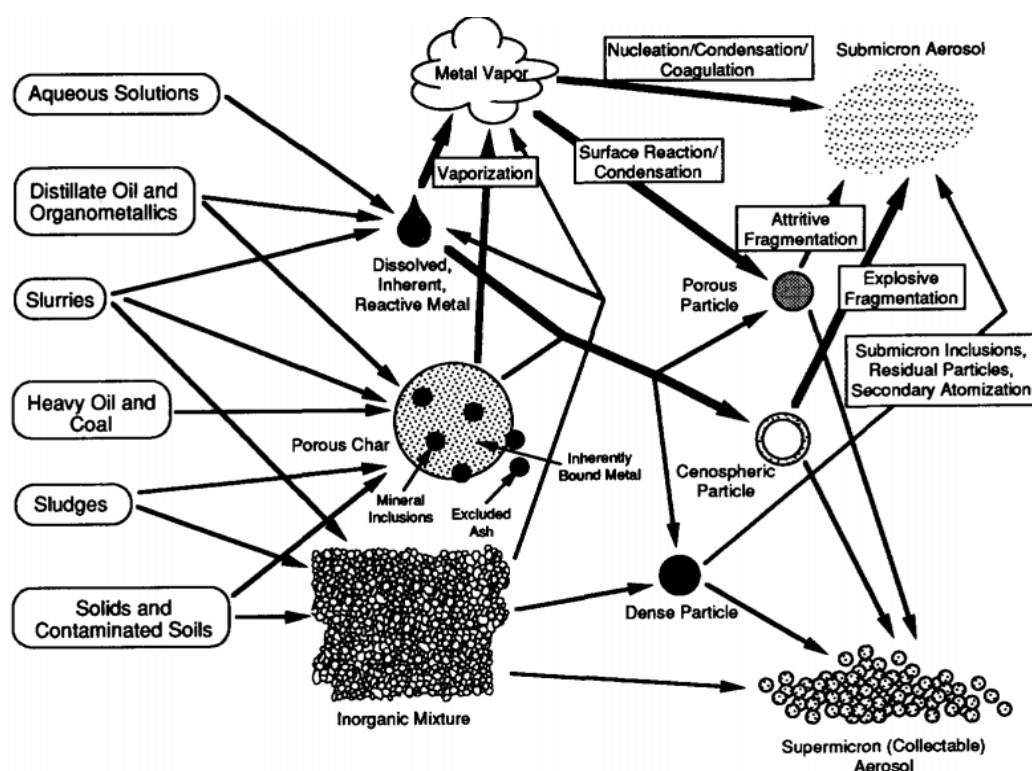 Metal Vapor
Nucleation/Condensation/
Coagulation
Submicron Aerosol
Aqueous Solutions
Surface Reaction/
Condensation
Vaporization
Distillate Oil and
Organometallics
Attritive
Fragmentation
Dissolved,
Inherent,
Reactive Metal
Slurries
Porous
Particle
Explosive
Fragmentation
Submicron Inclusions,
Residual Particles,
Secondary Atomization
Heavy Oil and
Coal
Porous Char
Inherently
Bound Metal
Cenospheric
Particle
Mineral
Inclusions
Excluded
Ash
Sludges
Solids and
Contaminated Soils
Dense Particle
Inorganic Mixture
Supermicron (Collectable)
Aerosol